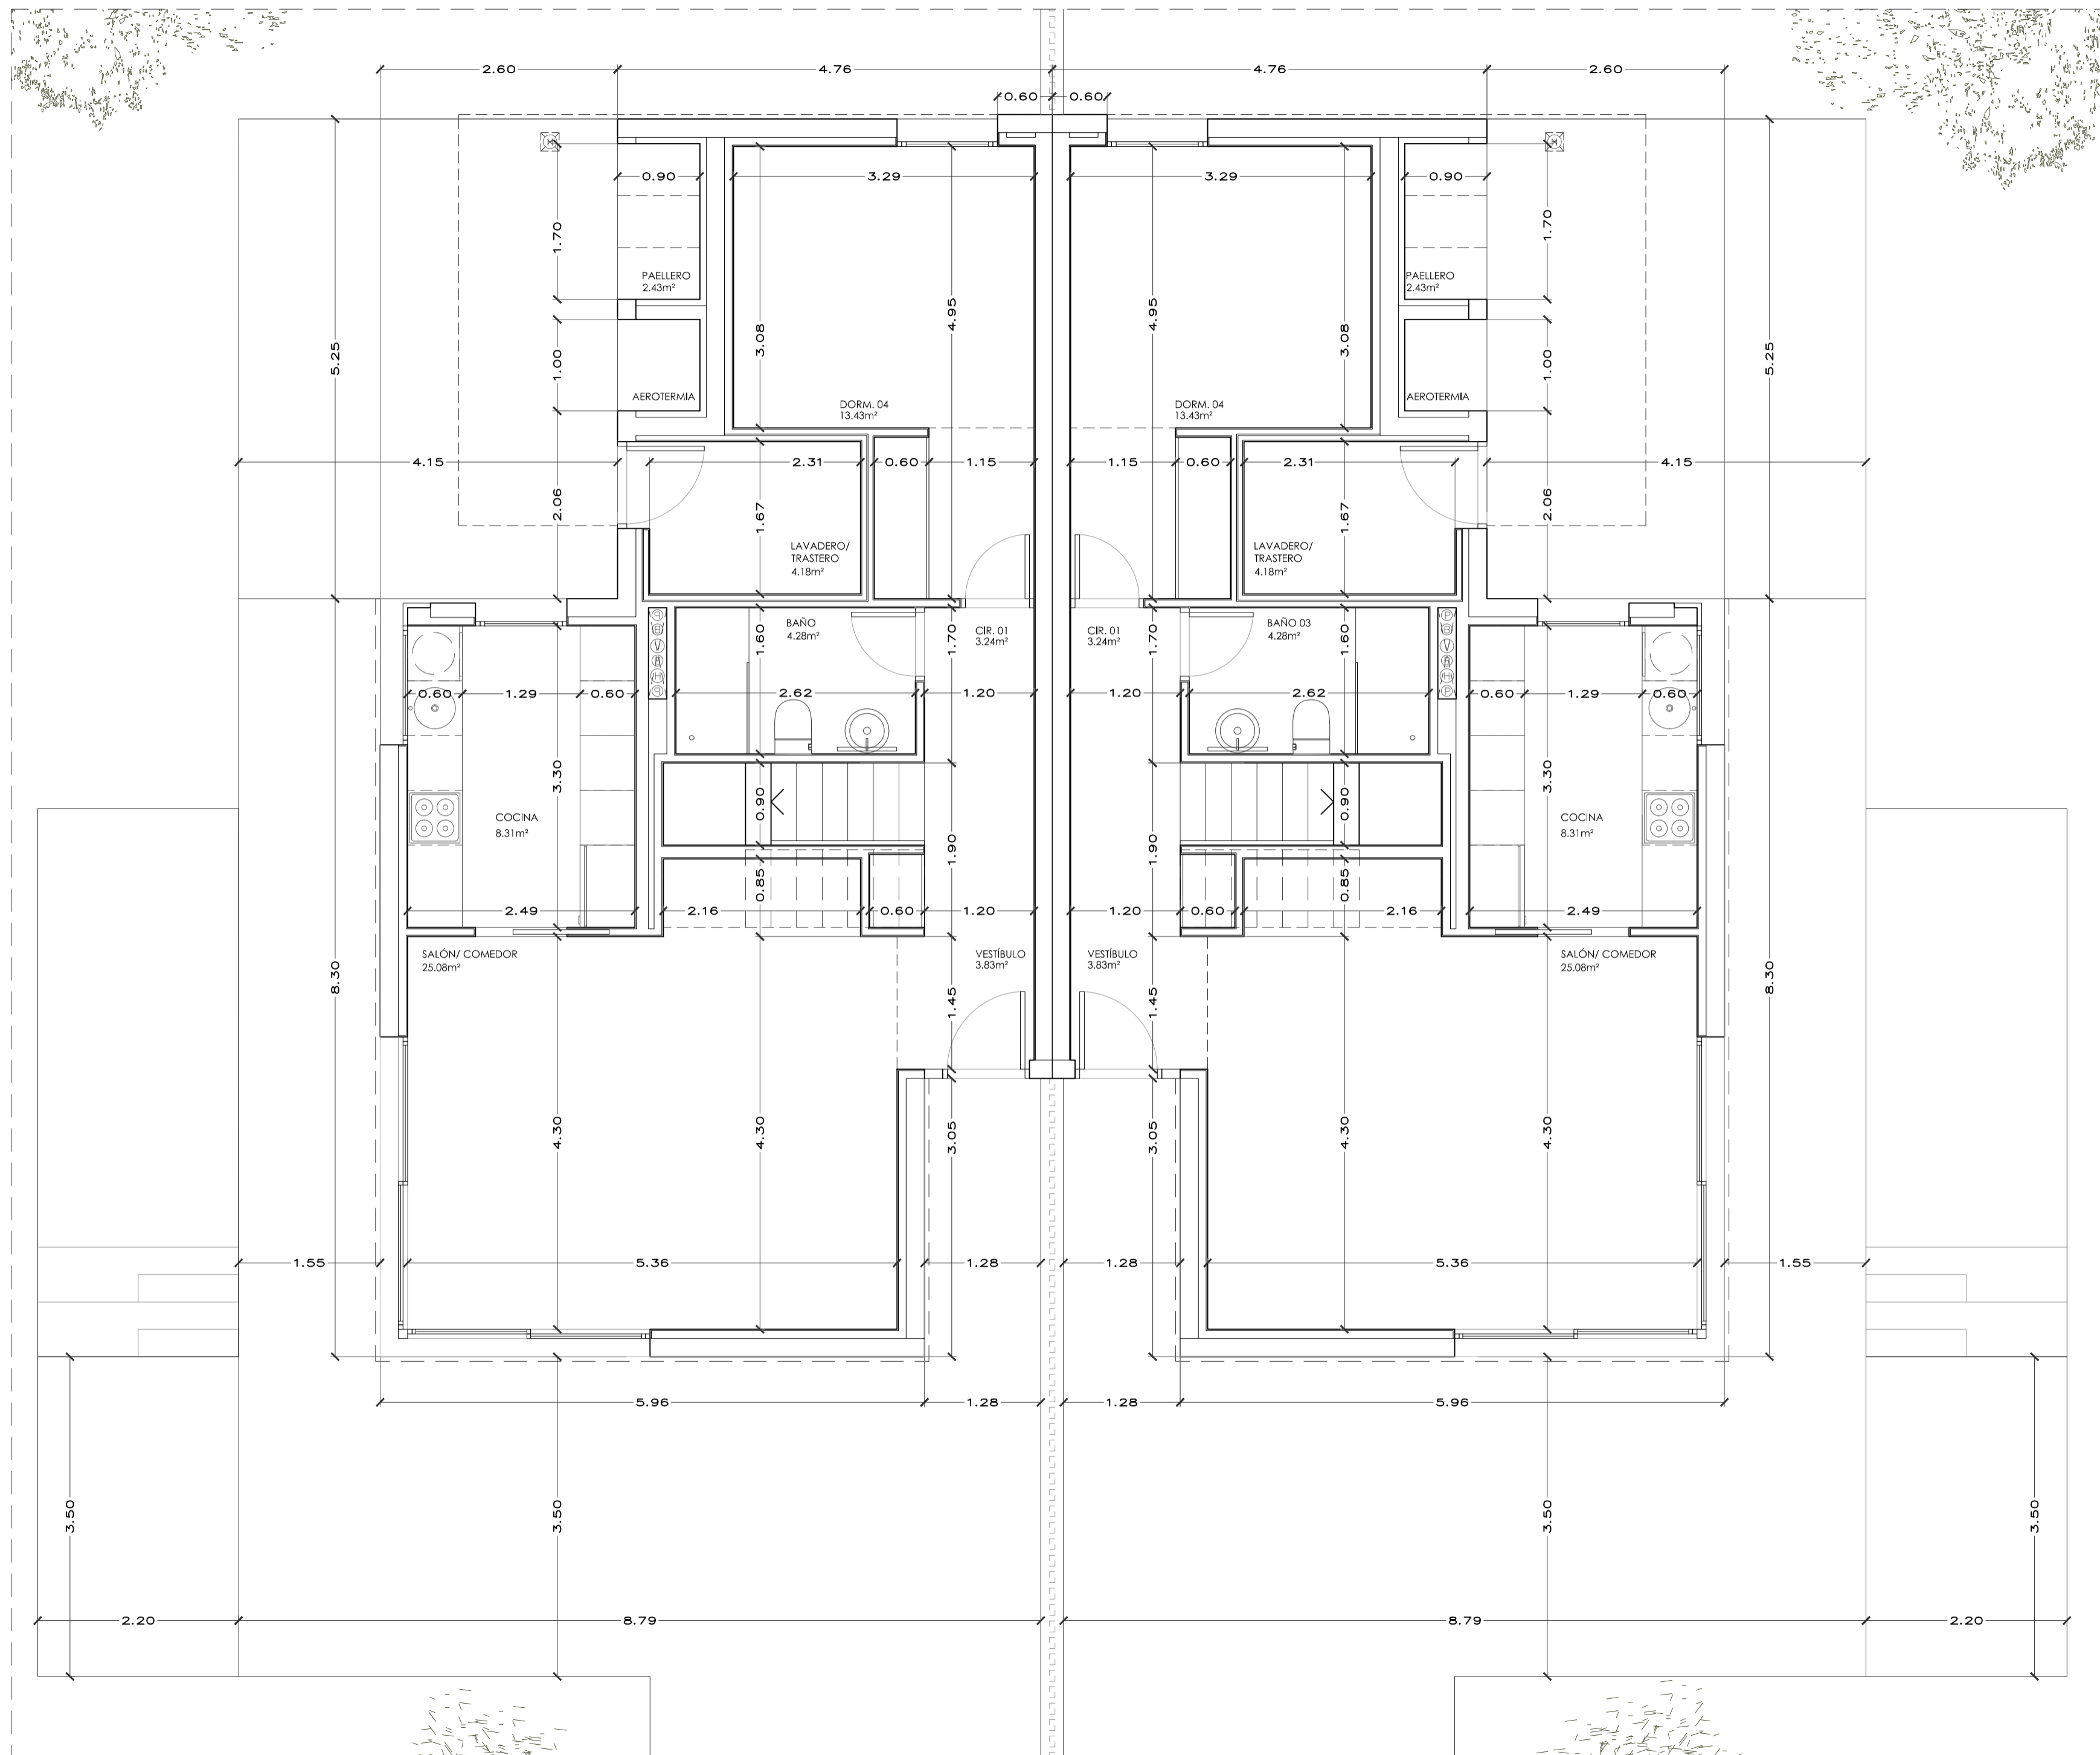 2.60
4.76
4.76
2.60
0.60
0.60
0.90
3.29
3.29
0.90
1.70
1.70
PAELLERO
2.43m²
PAELLERO
2.43m²
4.95
4.95
3.08
3.08
5.25
1.00
1.00
5.25
AEROTERMIA
AEROTERMIA
DORM. 04
13.43m²
DORM. 04
13.43m²
4.15
2.31
0.60
1.15
1.15
0.60
2.31
4.15
2.06
1.67
1.67
2.06
LAVADERO/
TRASTERO
4.18m²
LAVADERO/
TRASTERO
4.18m²
BAÑO
4.28m²
CIR. 01
3.24m²
CIR. 01
3.24m²
BAÑO 03
4.28m²
1.60
1.70
1.70
1.60
0.60
1.29
0.60
2.62
1.20
1.20
2.62
0.60
1.29
0.60
3.30
0.90
0.90
3.30
COCINA
8.31m²
COCINA
8.31m²
1.90
1.90
0.85
0.85
2.49
2.16
0.60
1.20
1.20
0.60
2.16
2.49
SALÓN/ COMEDOR
25.08m²
VESTÍBULO
3.83m²
VESTÍBULO
3.83m²
SALÓN/ COMEDOR
25.08m²
8.30
1.45
1.45
8.30
4.30
4.30
3.05
3.05
4.30
4.30
1.55
5.36
1.28
1.28
5.36
1.55
5.96
1.28
1.28
5.96
3.50
3.50
3.50
3.50
2.20
8.79
8.79
2.20